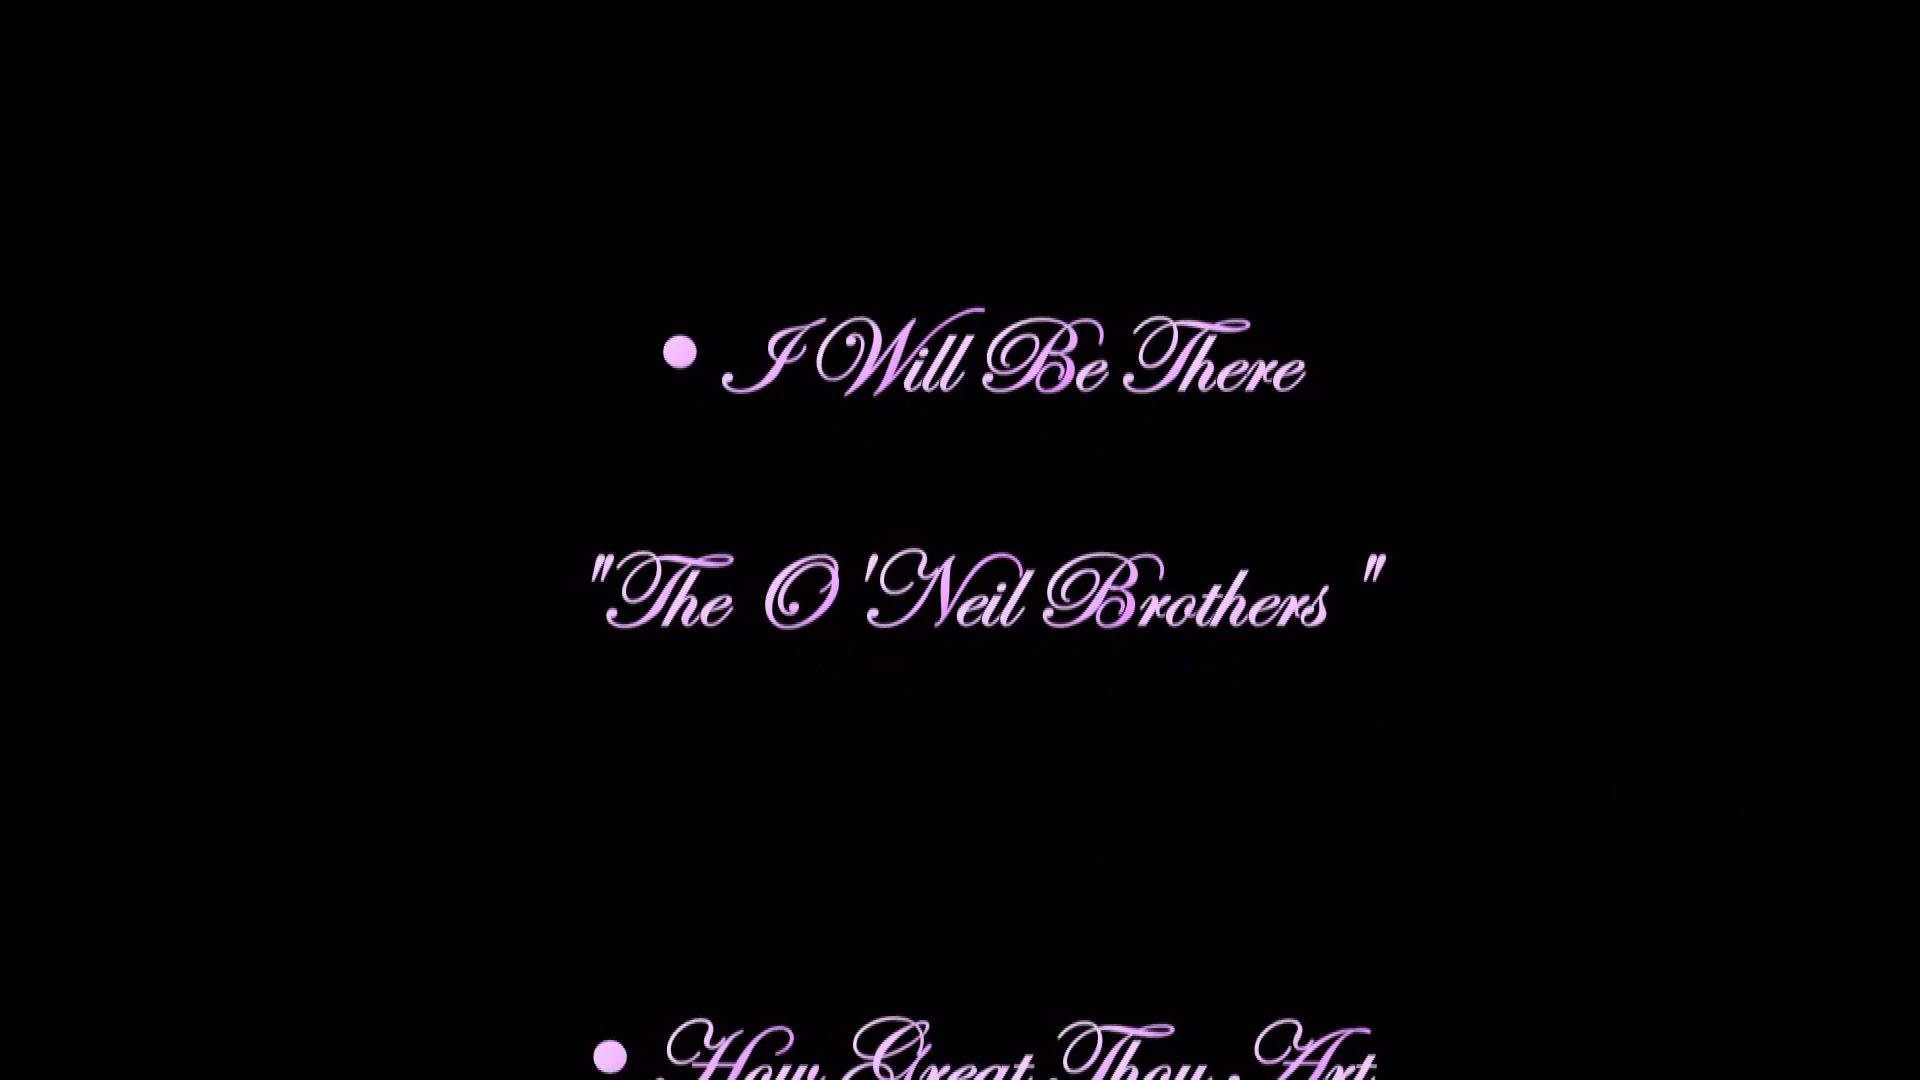 • I Will Be There
"The O 'Neil Brothers "
• How Great Thou Art